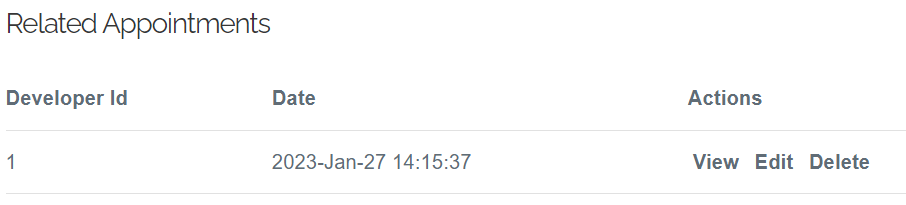 Related Appointments
Developer Id Date Actions
1 2023-Jan-27 14:15:37 View Edit Delete